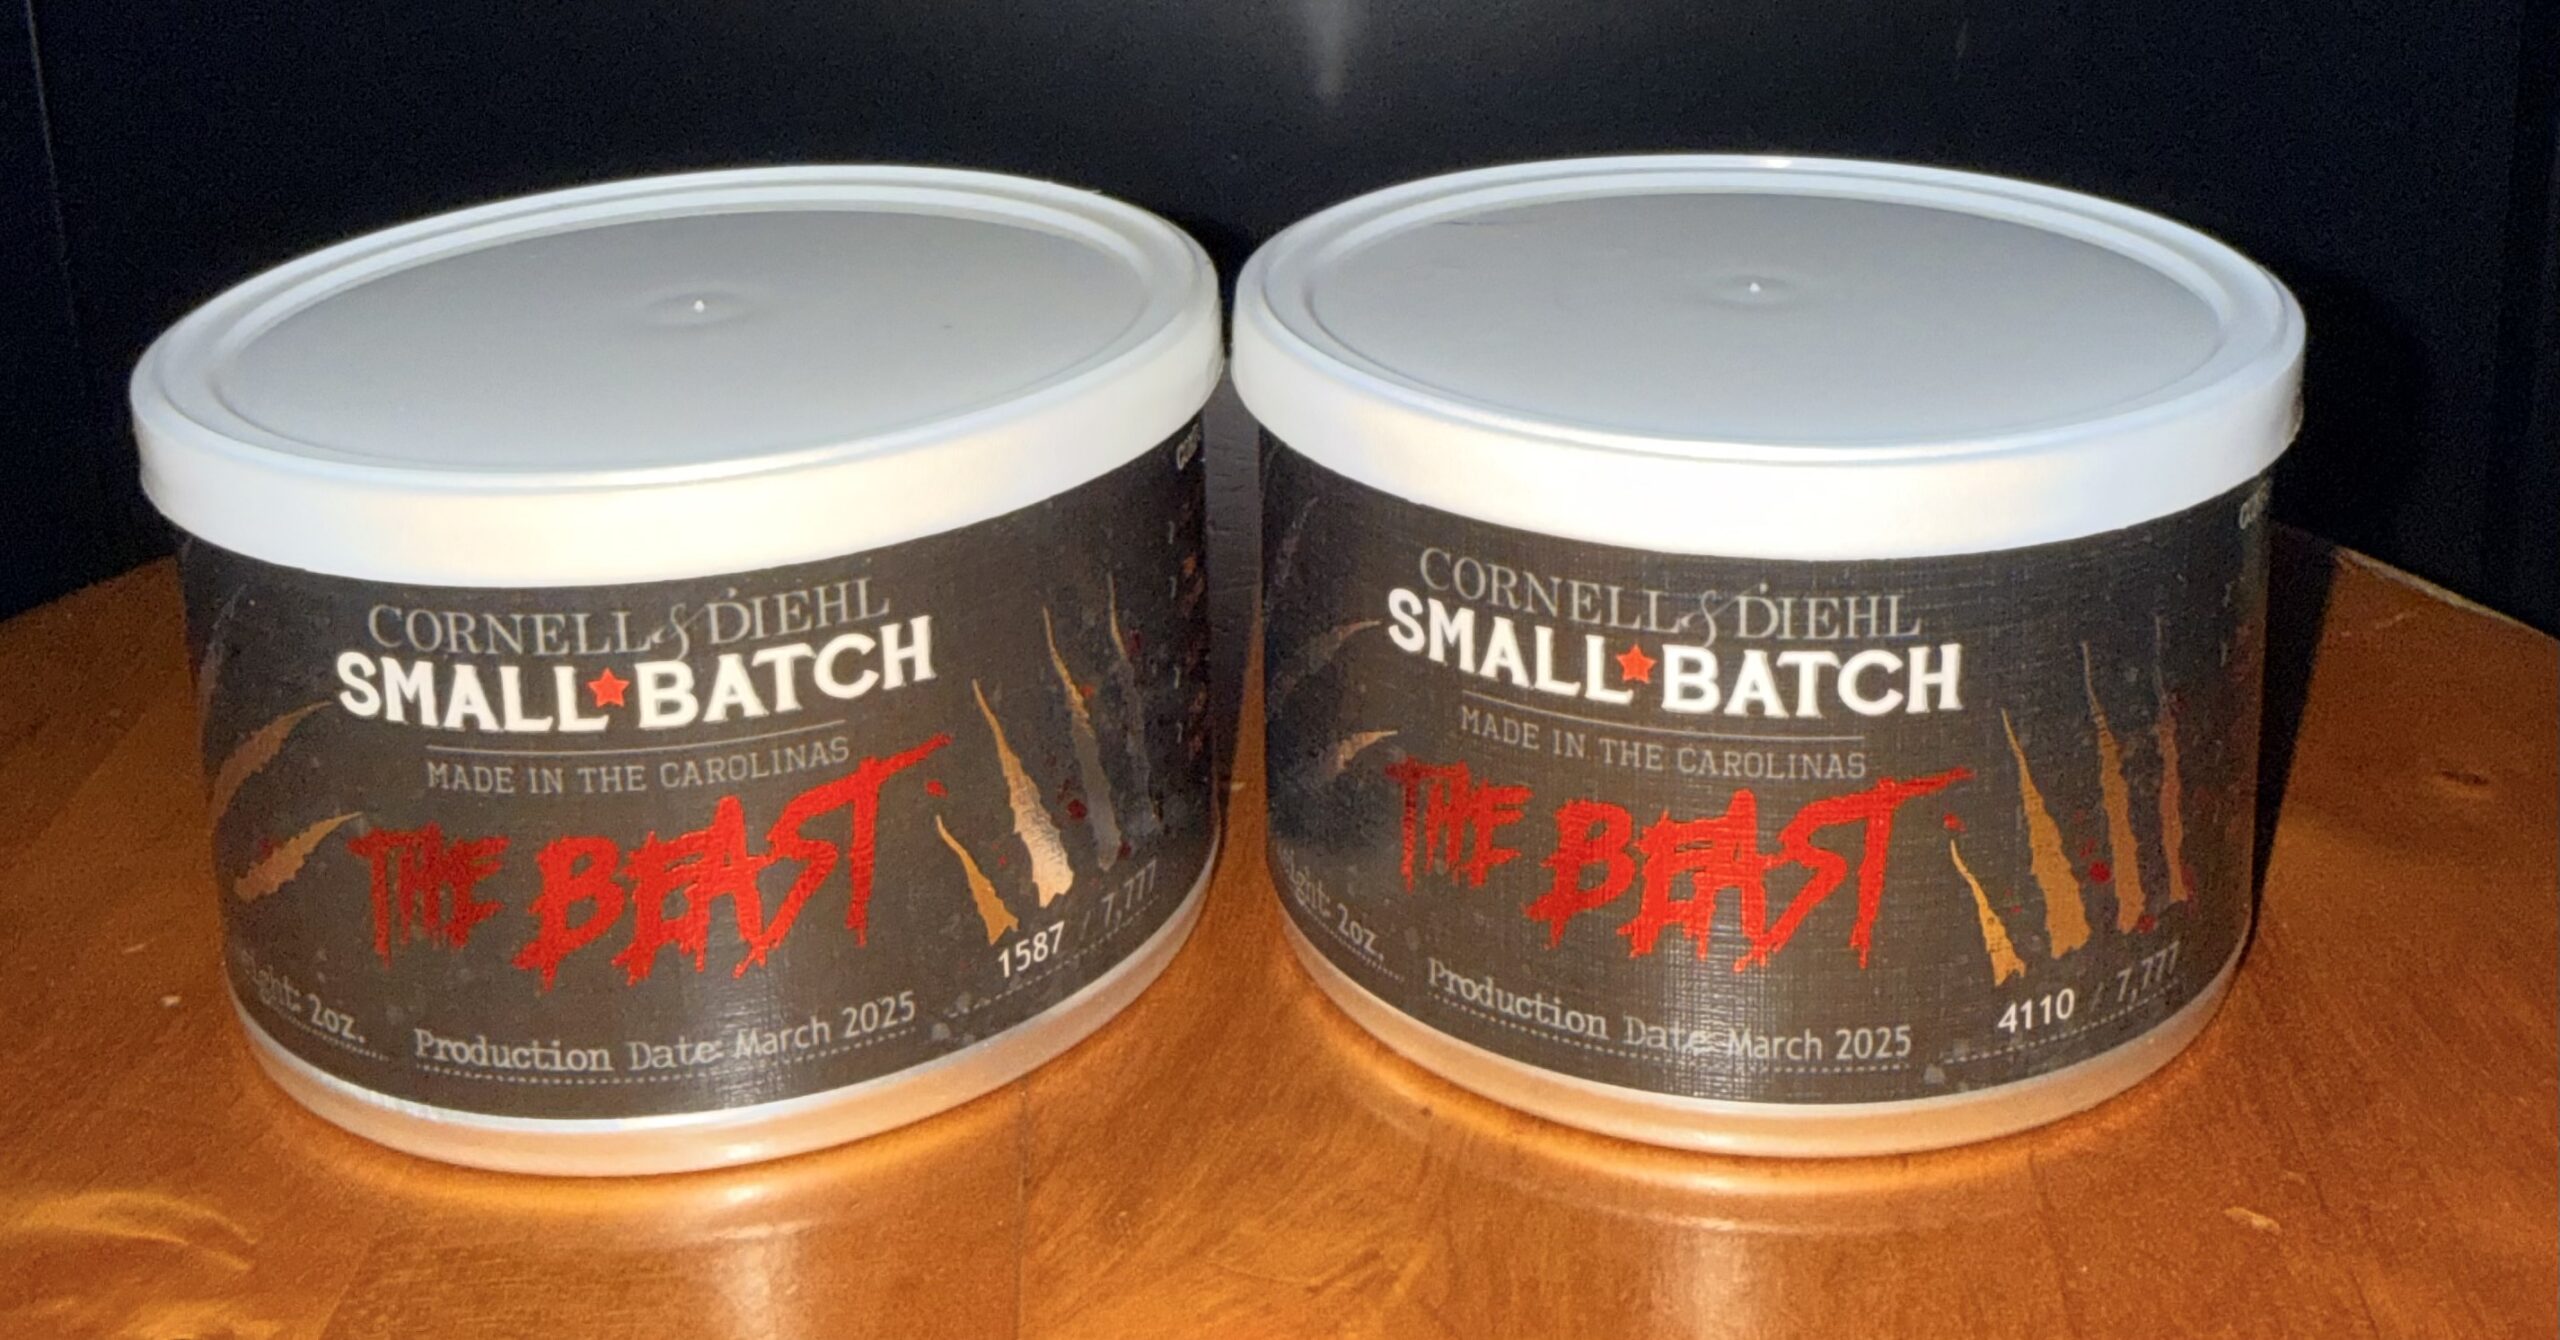 CORNELL & DIEHL
SMALL★BATCH
MADE IN THE CAROLINAS
THE BEAST
1587 / 7,777
2oz.
Production Date: March 2025
CORNELL & DIEHL
SMALL★BATCH
MADE IN THE CAROLINAS
THE BEAST
4110 / 7,777
2oz.
Production Date: March 2025